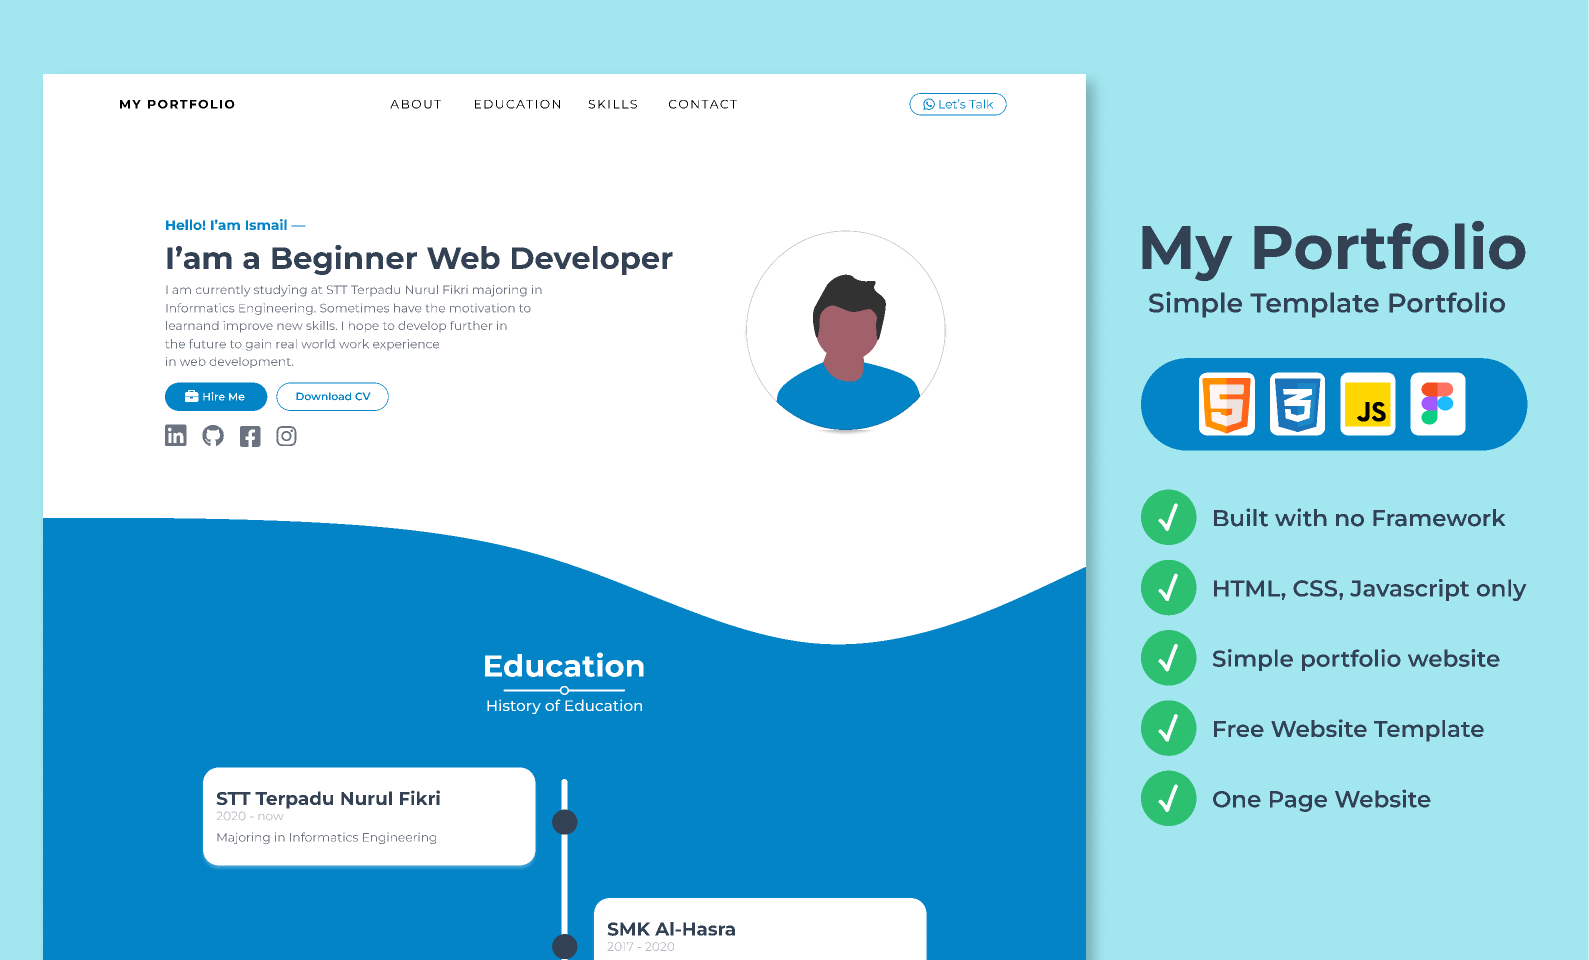 MY PORTFOLIO
ABOUT
EDUCATION
SKILLS
CONTACT
Let's Talk
Hello! I'am Ismail —
I'am a Beginner Web Developer
I am currently studying at STT Terpadu Nurul Fikri majoring in
Informatics Engineering. Sometimes have the motivation to
learnand improve new skills. I hope to develop further in
the future to gain real world work experience
in web development.
Hire Me
Download CV
Education
History of Education
STT Terpadu Nurul Fikri
2020 - now
Majoring in Informatics Engineering
SMK Al-Hasra
2017 - 2020
My Portfolio
Simple Template Portfolio
JS
Built with no Framework
HTML, CSS, Javascript only
Simple portfolio website
Free Website Template
One Page Website